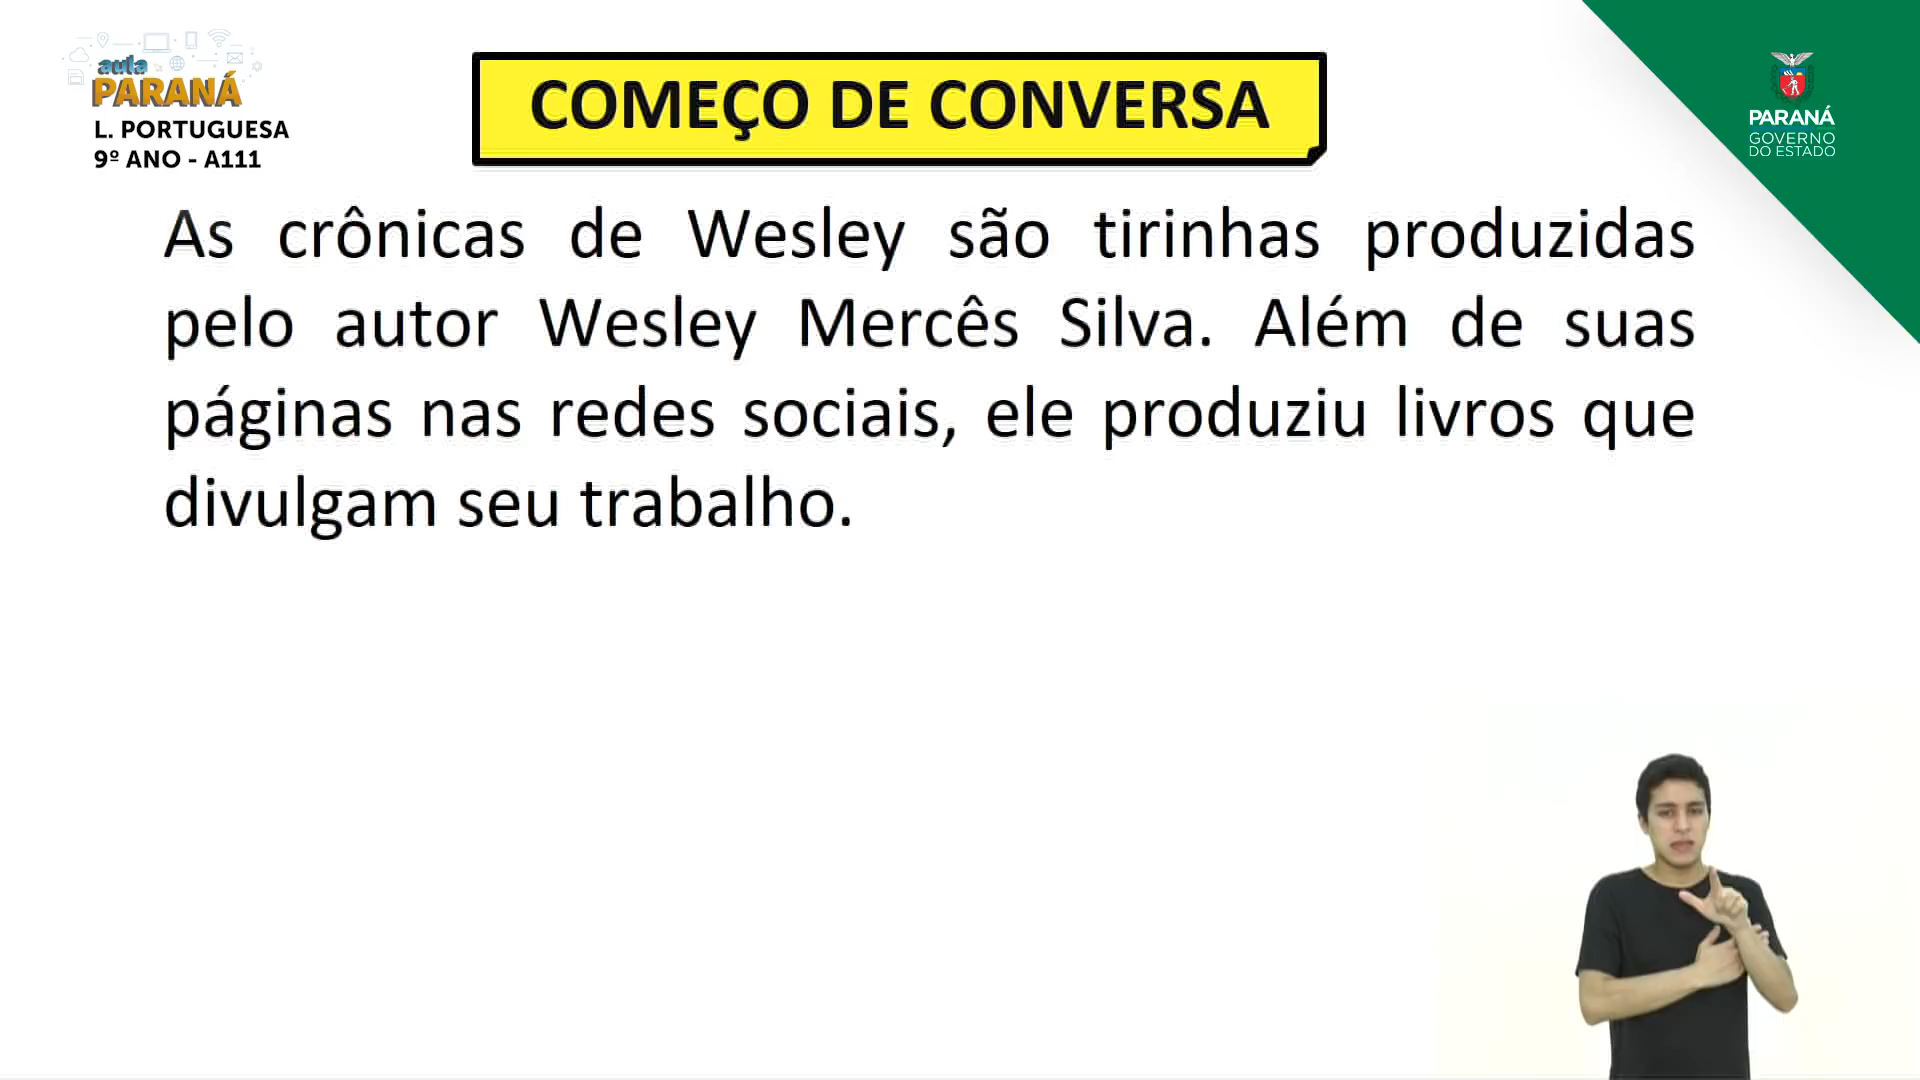 aula
PARANÁ
L. PORTUGUESA
9º ANO - A111
COMEÇO DE CONVERSA
PARANÁ
GOVERNO
DO ESTADO
As crônicas de Wesley são tirinhas produzidas
pelo autor Wesley Mercês Silva. Além de suas
páginas nas redes sociais, ele produziu livros que
divulgam seu trabalho.